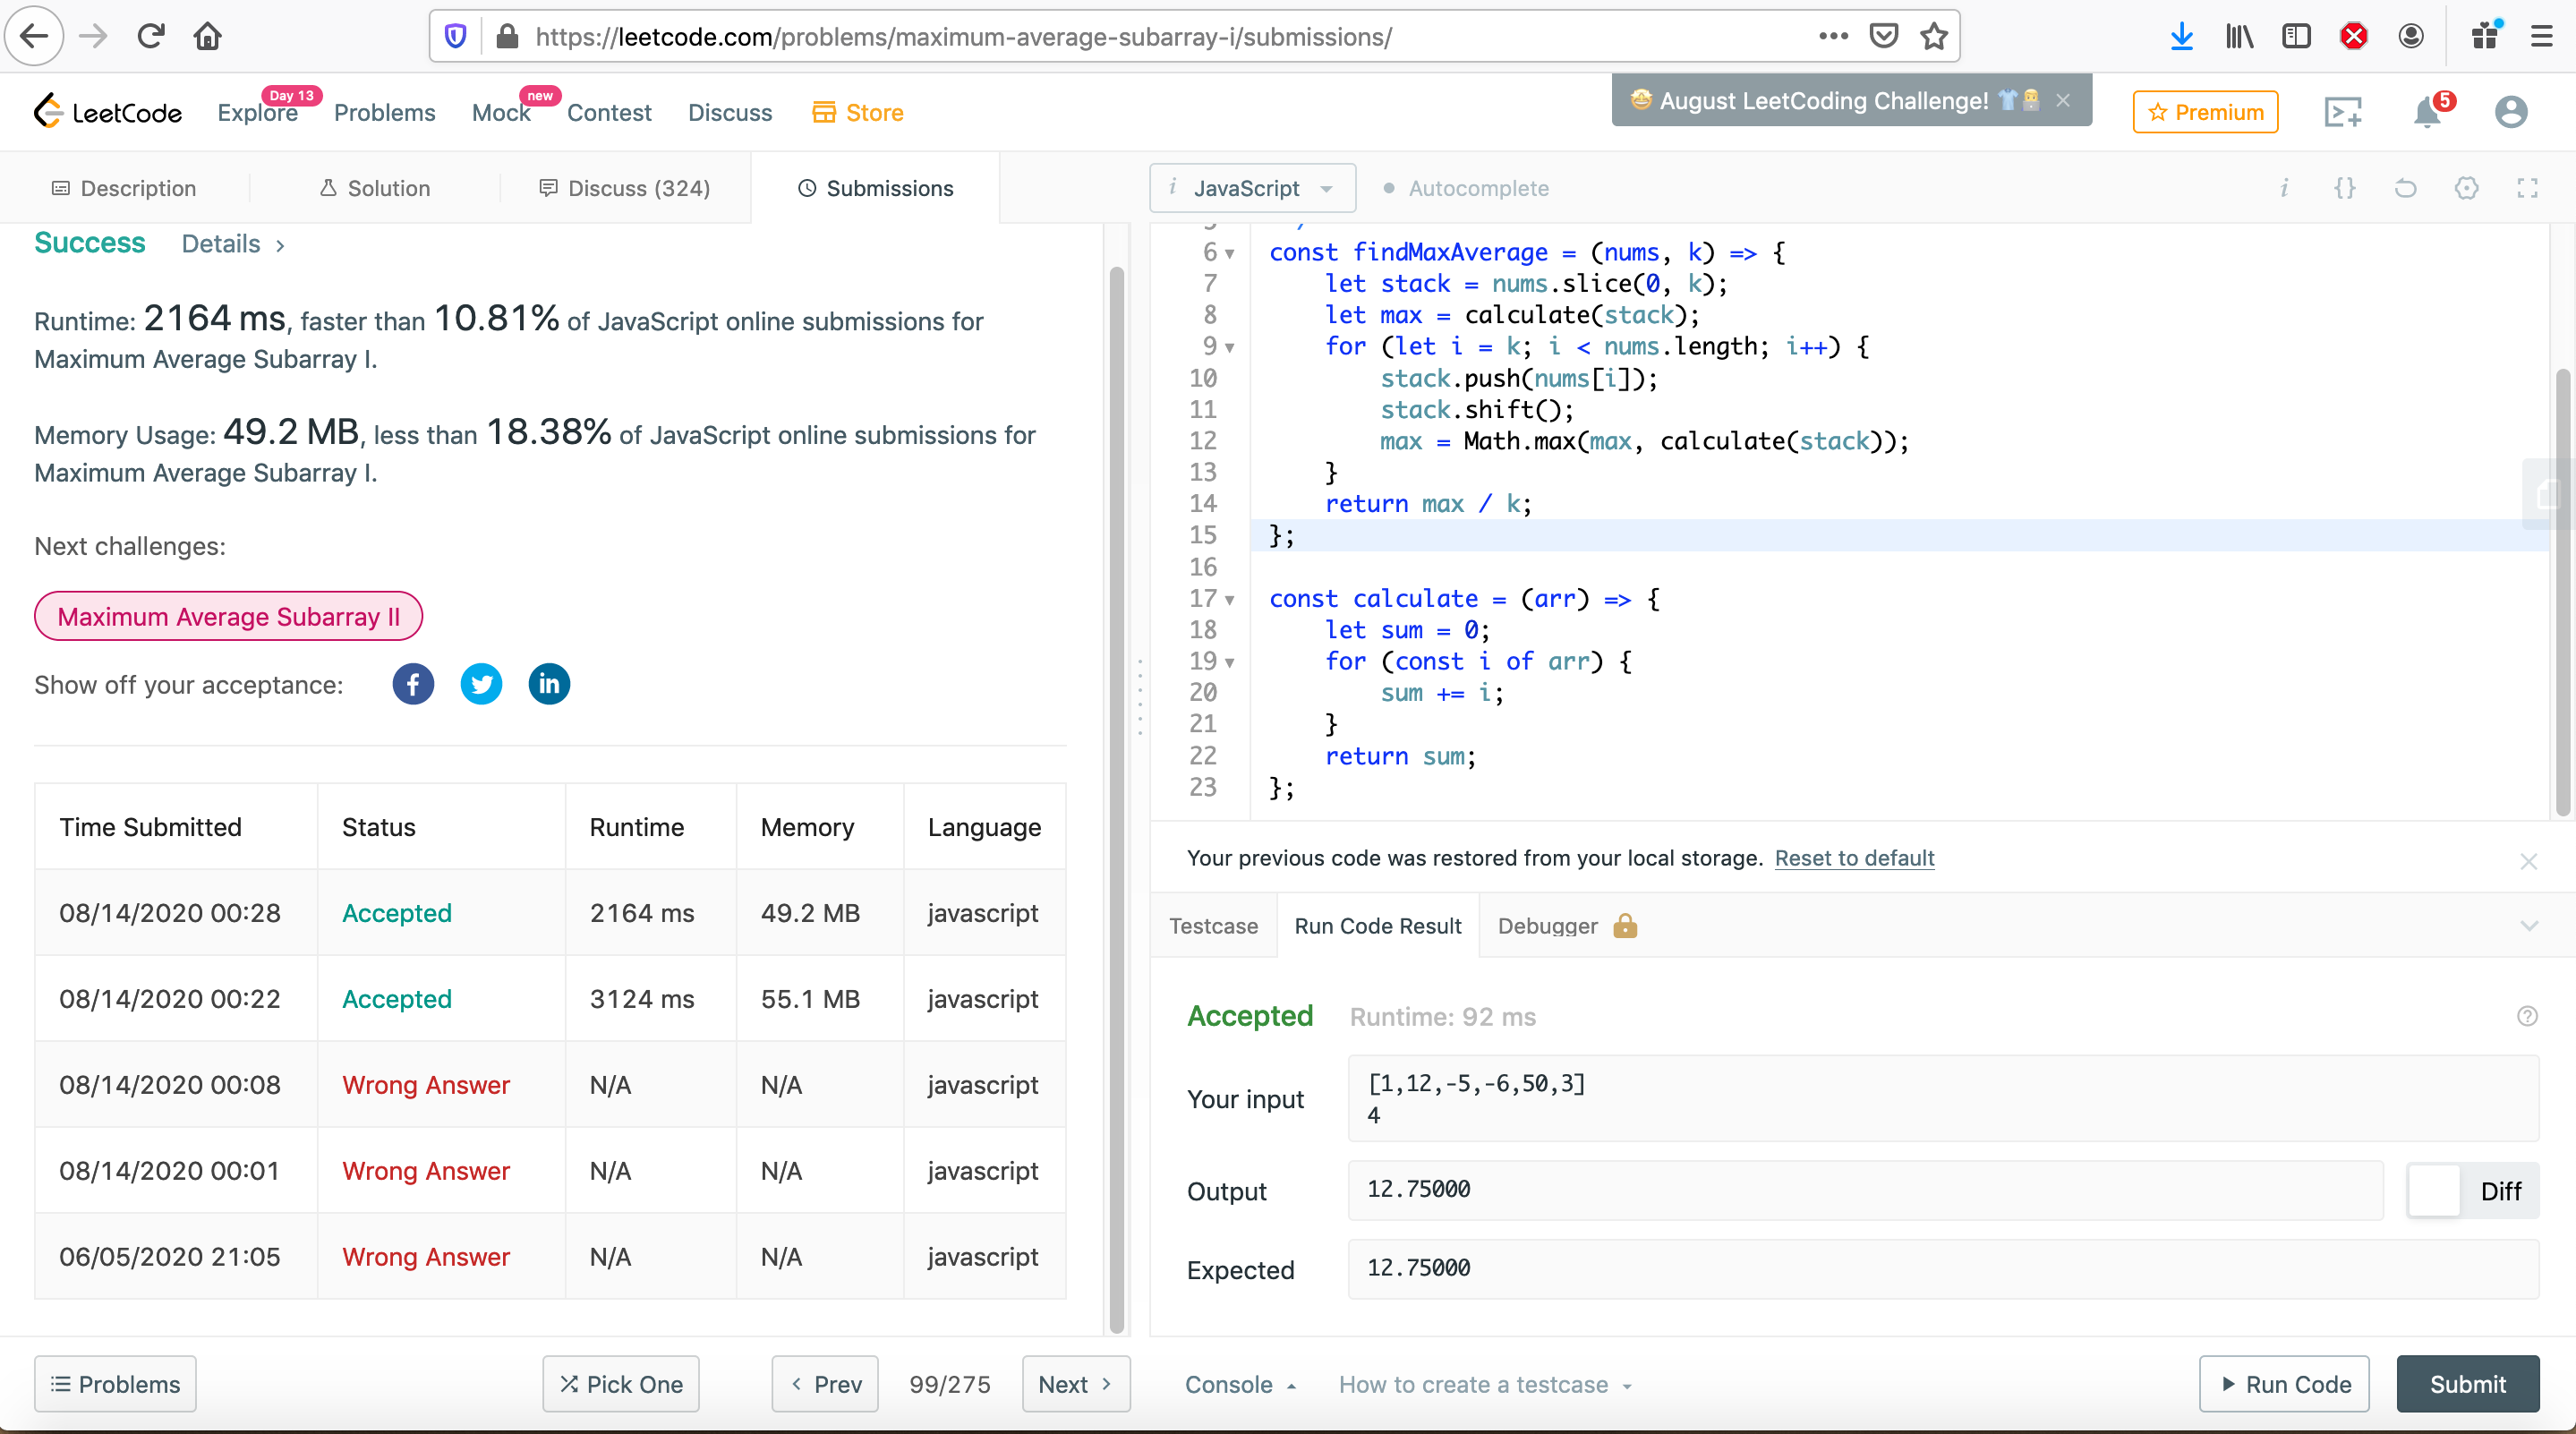 https://leetcode.com/problems/maximum-average-subarray-i/submissions/
LeetCode
Explore
Day 13
Problems
Mock
new
Contest
Discuss
Store
August LeetCoding Challenge!
Premium
5
Description
Solution
Discuss (324)
Submissions
i JavaScript
Autocomplete
Success Details
Runtime: 2164 ms, faster than 10.81% of JavaScript online submissions for
Maximum Average Subarray I.
Memory Usage: 49.2 MB, less than 18.38% of JavaScript online submissions for
Maximum Average Subarray I.
Next challenges:
Maximum Average Subarray II
Show off your acceptance:
Time Submitted Status Runtime Memory Language
08/14/2020 00:28 Accepted 2164 ms 49.2 MB javascript
08/14/2020 00:22 Accepted 3124 ms 55.1 MB javascript
08/14/2020 00:08 Wrong Answer N/A N/A javascript
08/14/2020 00:01 Wrong Answer N/A N/A javascript
06/05/2020 21:05 Wrong Answer N/A N/A javascript
6 const findMaxAverage = (nums, k) => {
7 let stack = nums.slice(0, k);
8 let max = calculate(stack);
9 for (let i = k; i < nums.length; i++) {
10 stack.push(nums[i]);
11 stack.shift();
12 max = Math.max(max, calculate(stack));
13 }
14 return max / k;
15 };
16
17 const calculate = (arr) => {
18 let sum = 0;
19 for (const i of arr) {
20 sum += i;
21 }
22 return sum;
23 };
Your previous code was restored from your local storage. Reset to default
Testcase Run Code Result Debugger
Accepted Runtime: 92 ms
Your input
[1,12,-5,-6,50,3]
4
Output 12.75000 Diff
Expected 12.75000
Problems Pick One Prev 99/275 Next Console How to create a testcase Run Code Submit